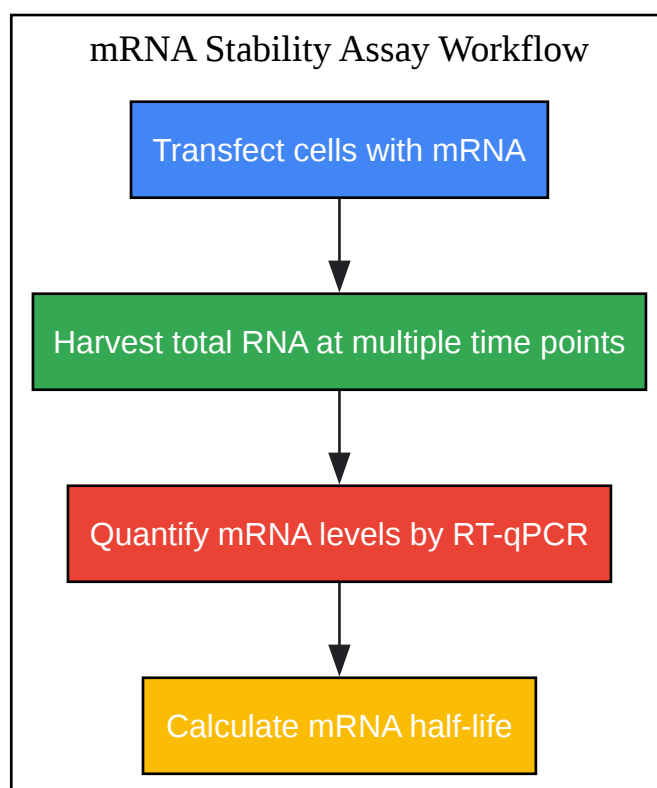 mRNA Stability Assay Workflow
Transfect cells with mRNA
Harvest total RNA at multiple time points
Quantify mRNA levels by RT-qPCR
Calculate mRNA half-life